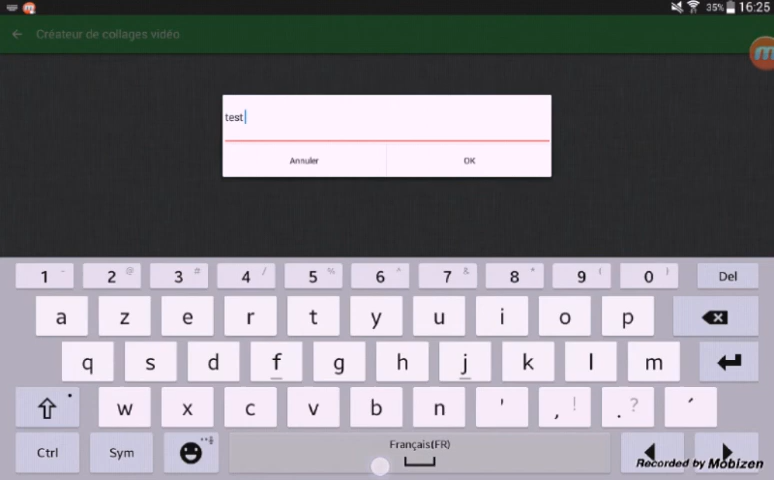 35% 16:25
Créateur de collages vidéo
test
Annuler OK
1 - 2 @ 3 # 4 / 5 % 6 ^ 7 & 8 * 9 ( 0 ) Del
a z e r t y u i o p
q s d f g h j k l m
w x c v b n ' , ! . ? ´
Ctrl Sym Français(FR)
Recorded by Mobizen